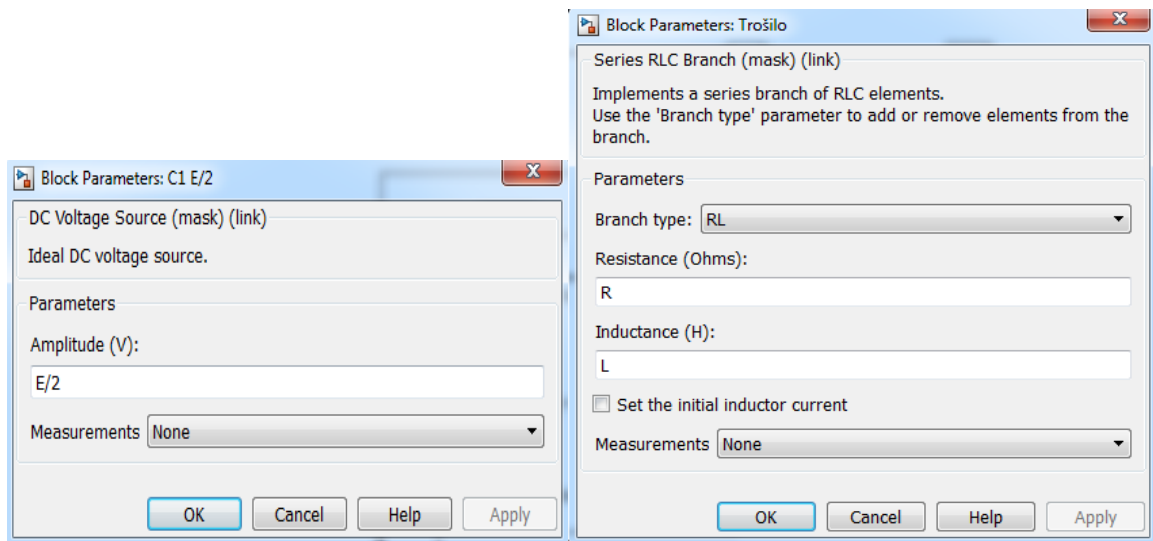 Block Parameters: C1 E/2
DC Voltage Source (mask) (link)
Ideal DC voltage source.
Parameters
Amplitude (V):
E/2
Measurements None
OK Cancel Help Apply
Block Parameters: Trošilo
Series RLC Branch (mask) (link)
Implements a series branch of RLC elements.
Use the 'Branch type' parameter to add or remove elements from the
branch.
Parameters
Branch type: RL
Resistance (Ohms):
R
Inductance (H):
L
Set the initial inductor current
Measurements None
OK Cancel Help Apply